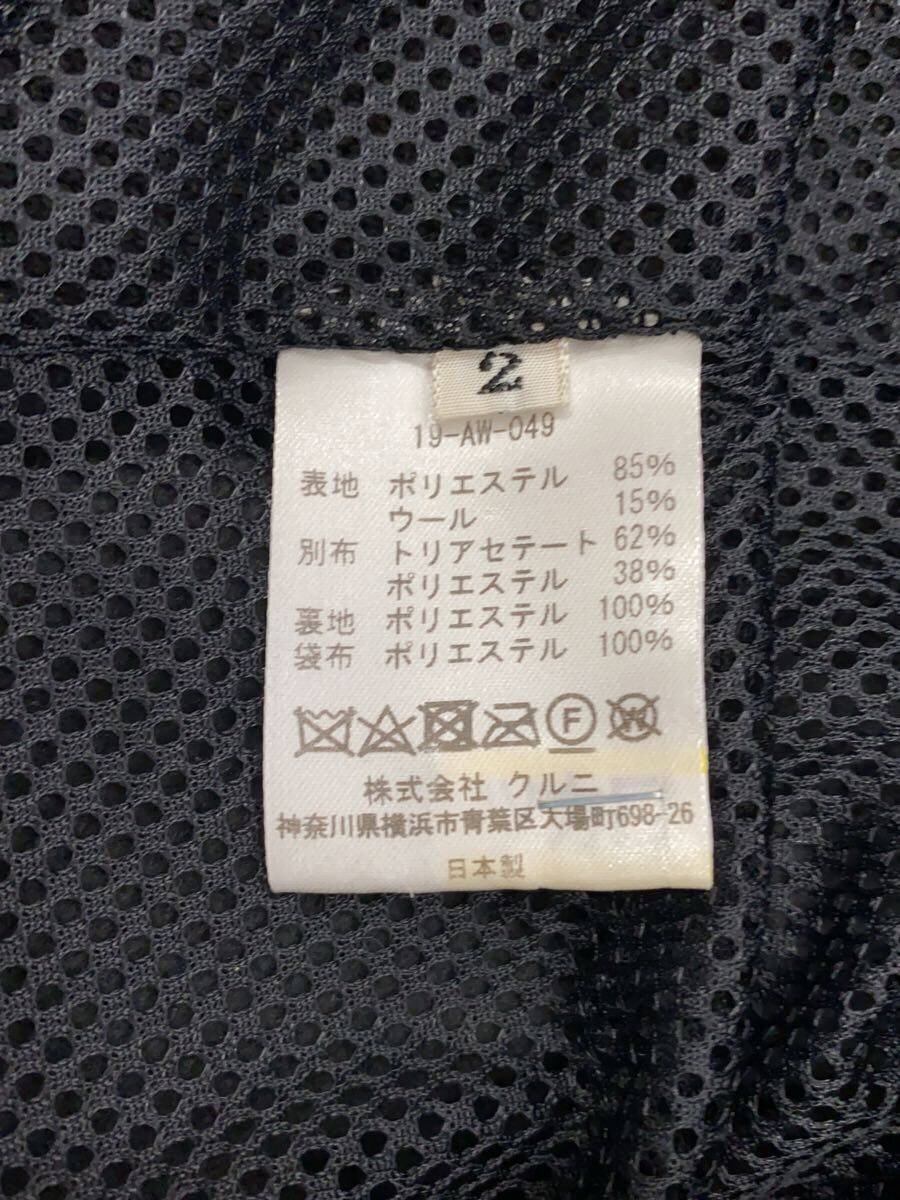 2
19-AW-049
表地 ポリエステル 85%
ウール 15%
別布 トリアセテート 62%
ポリエステル 38%
裏地 ポリエステル 100%
袋布 ポリエステル 100%
F W
株式会社 クルニ
神奈川県横浜市青葉区大場町698-26
日本製